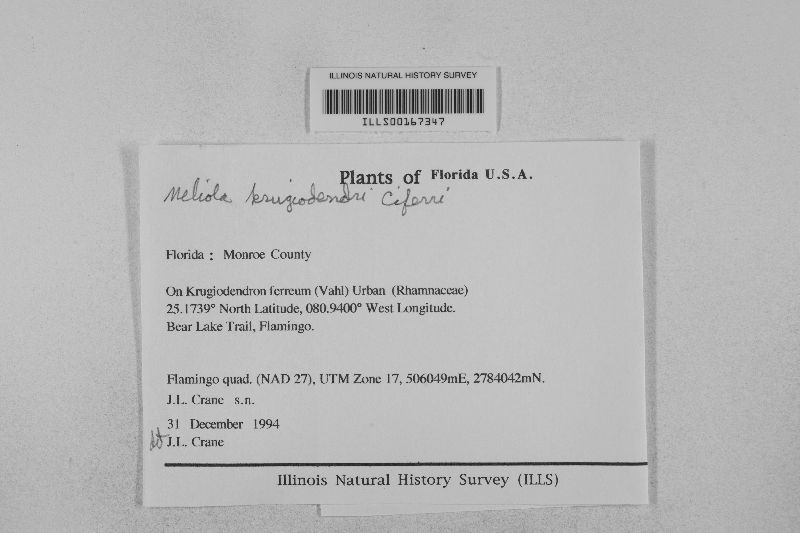 ILLINOIS NATURAL HISTORY SURVEY
ILLS00167347
Plants of Florida U.S.A.
Meliola krugiodendri Ciferri
Florida : Monroe County
On Krugiodendron ferreum (Vahl) Urban (Rhamnaceae)
25.1739° North Latitude, 080.9400° West Longitude.
Bear Lake Trail, Flamingo.
Flamingo quad. (NAD 27), UTM Zone 17, 506049mE, 2784042mN.
J.L. Crane s.n.
31 December 1994
det J.L. Crane
Illinois Natural History Survey (ILLS)